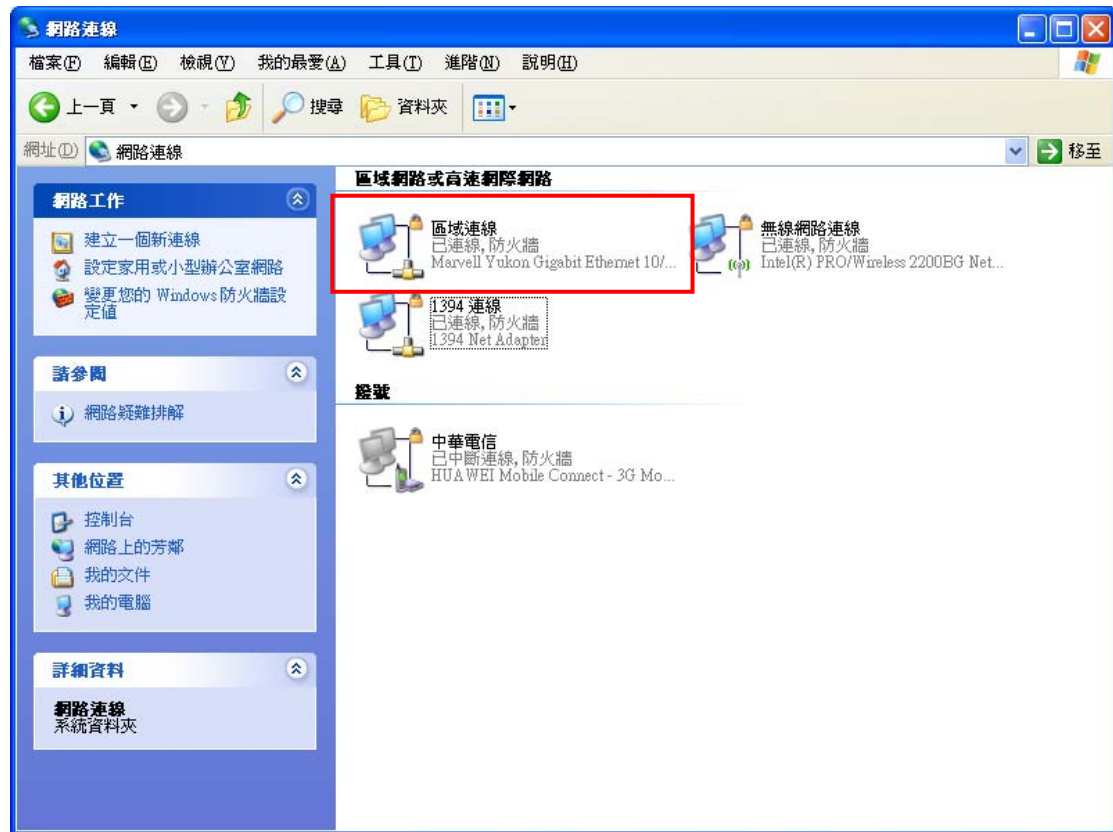 網路連線
檔案(F) 編輯(E) 檢視(V) 我的最愛(A) 工具(T) 進階(N) 說明(H)
上一頁 搜尋 資料夾
網址(D) 網路連線 移至
網路工作
建立一個新連線
設定家用或小型辦公室網路
變更您的 Windows 防火牆設
定值
請參閱
網路疑難排解
其他位置
控制台
網路上的芳鄰
我的文件
我的電腦
詳細資料
網路連線
系統資料夾
區域網路或高速網際網路
區域連線
已連線, 防火牆
Marvell Yukon Gigabit Ethernet 10/...
無線網路連線
已連線, 防火牆
Intel(R) PRO/Wireless 2200BG Net...
1394 連線
已連線, 防火牆
1394 Net Adapter
撥號
中華電信
已中斷連線, 防火牆
HUAWEI Mobile Connect - 3G Mo...